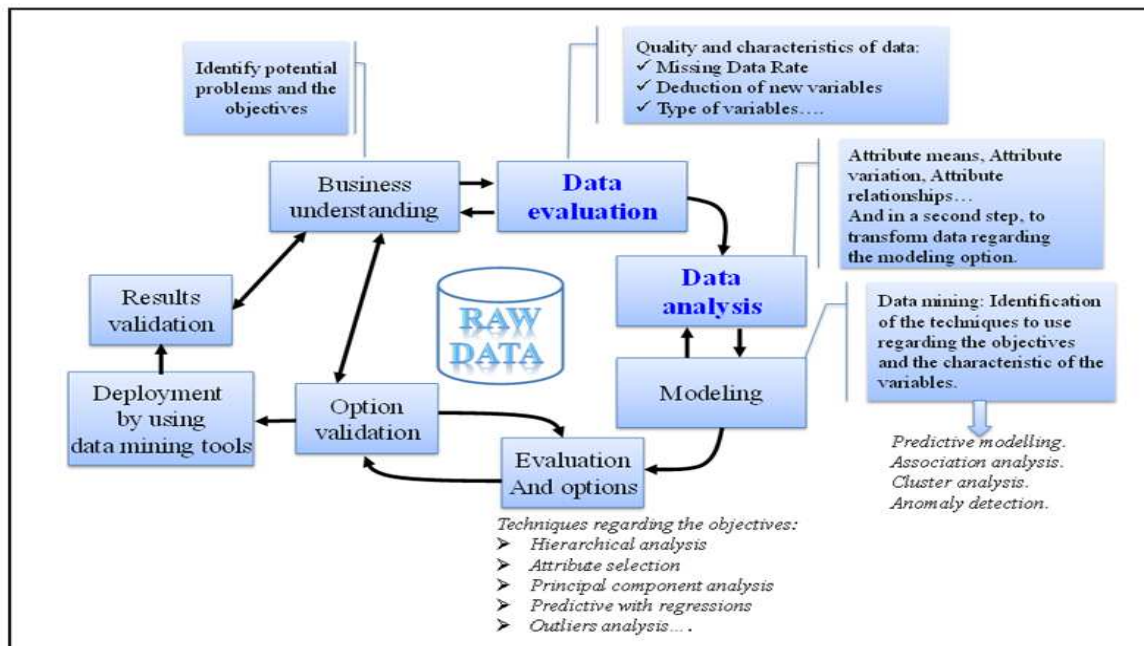 Identify potential
problems and the
objectives
Quality and characteristics of data:
✓ Missing Data Rate
✓ Deduction of new variables
✓ Type of variables….
Business
understanding
Data
evaluation
Attribute means, Attribute
variation, Attribute
relationships…
And in a second step, to
transform data regarding
the modeling option.
Data
analysis
Results
validation
RAW
DATA
Data mining: Identification
of the techniques to use
regarding the objectives
and the characteristic of the
variables.
Modeling
Deployment
by using
data mining tools
Option
validation
Evaluation
And options
Predictive modelling.
Association analysis.
Cluster analysis.
Anomaly detection.
Techniques regarding the objectives:
➢ Hierarchical analysis
➢ Attribute selection
➢ Principal component analysis
➢ Predictive with regressions
➢ Outliers analysis… .